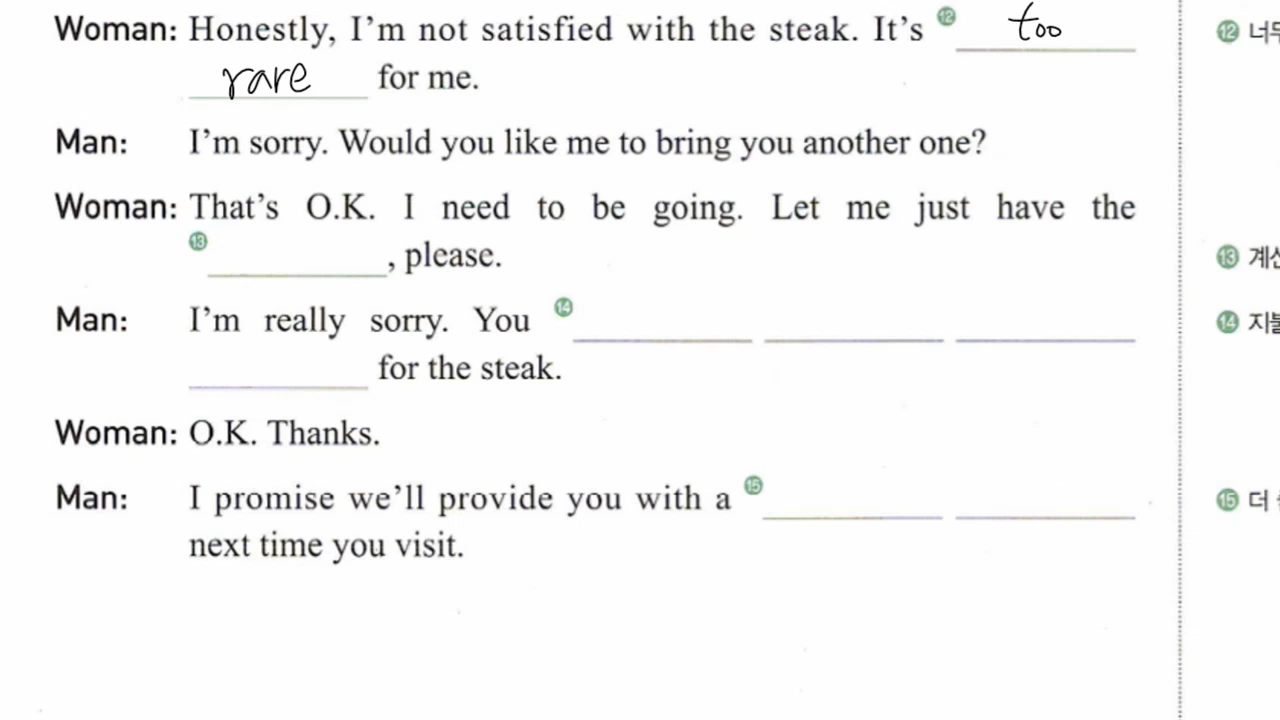 Woman: Honestly, I'm not satisfied with the steak. It's ⑫ too
rare for me.
⑫
Man: I'm sorry. Would you like me to bring you another one?
Woman: That's O.K. I need to be going. Let me just have the
⑬ , please.
⑬
Man: I'm really sorry. You ⑭
⑭
for the steak.
Woman: O.K. Thanks.
Man: I promise we'll provide you with a ⑮
⑮ 더
next time you visit.